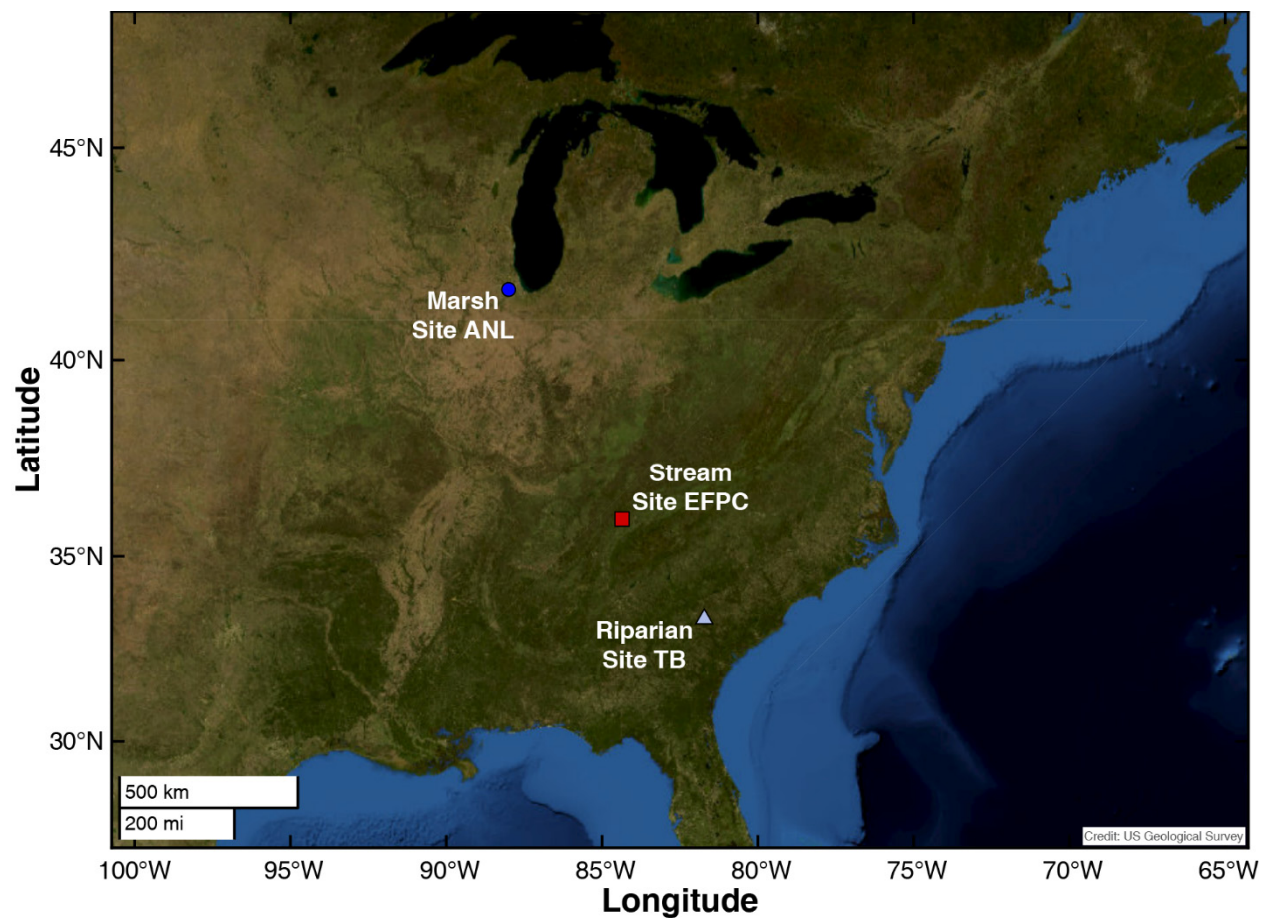 45°N
40°N
35°N
30°N
Latitude
Marsh
Site ANL
Stream
Site EFPC
Riparian
Site TB
500 km
200 mi
Credit: US Geological Survey
100°W
95°W
90°W
85°W
80°W
75°W
70°W
65°W
Longitude